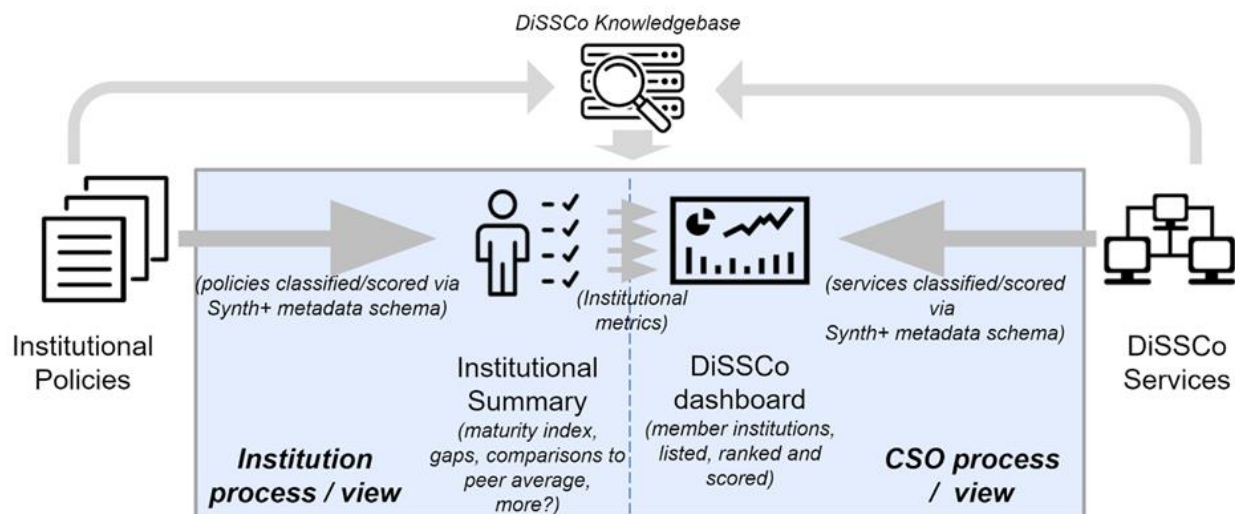 DiSSCo Knowledgebase
(policies classified/scored via
Synth+ metadata schema)
(Institutional
metrics)
(services classified/scored
via
Synth+ metadata schema)
Institutional
Policies
Institutional
Summary
(maturity index,
gaps, comparisons to
peer average,
more?)
DiSSCo
dashboard
(member institutions,
listed, ranked and
scored)
DiSSCo
Services
Institution
process / view
CSO process
/ view